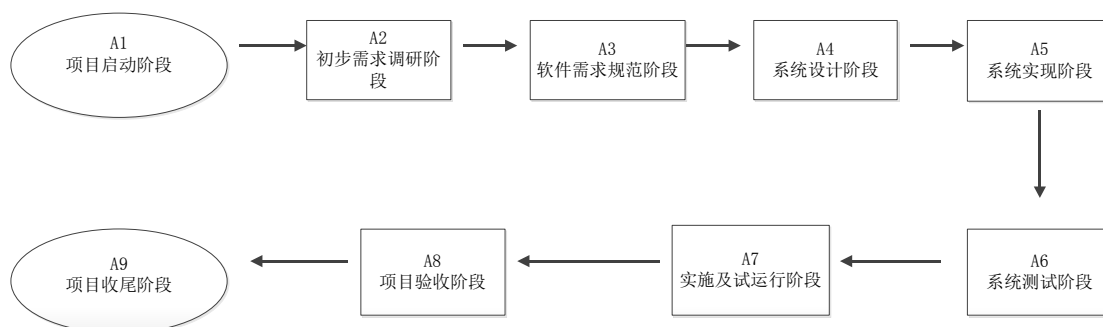 A1
项目启动阶段
A2
初步需求调研阶
段
A3
软件需求规范阶段
A4
系统设计阶段
A5
系统实现阶段
A9
项目收尾阶段
A8
项目验收阶段
A7
实施及试运行阶段
A6
系统测试阶段